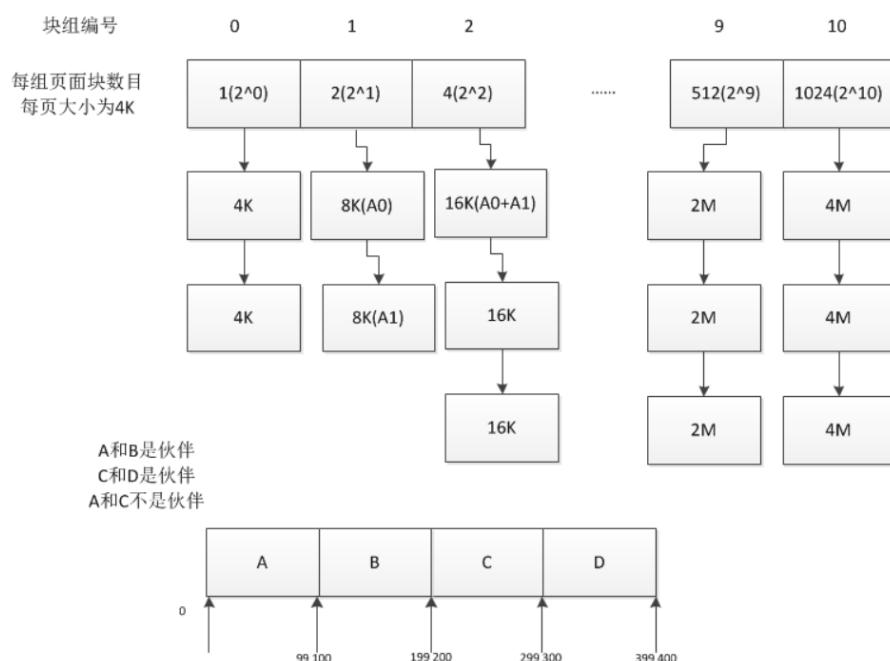 块组编号 0 1 2 9 10
每组页面块数目
每页大小为4K
1(2^0) 2(2^1) 4(2^2) ...... 512(2^9) 1024(2^10)
4K 8K(A0) 16K(A0+A1) 2M 4M
4K 8K(A1) 16K 2M 4M
16K 2M 4M
A和B是伙伴
C和D是伙伴
A和C不是伙伴
A B C D
0 99 100 199 200 299 300 399 400